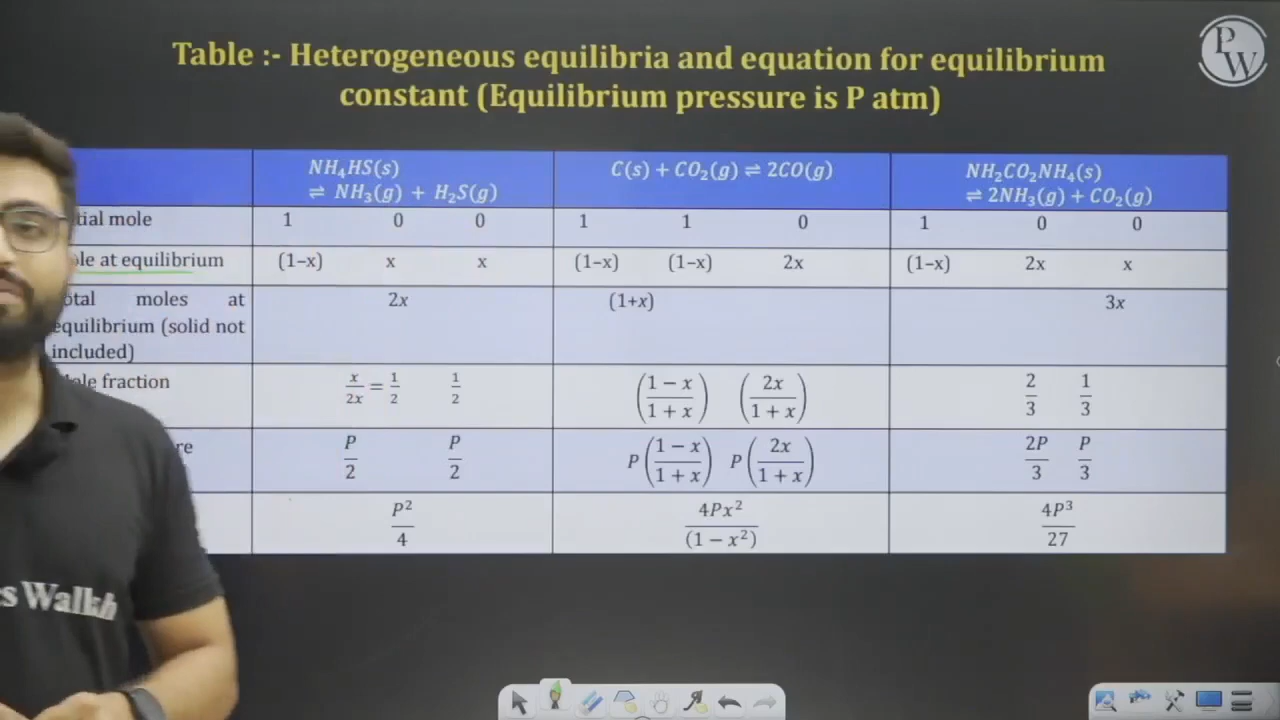 Table :- Heterogeneous equilibria and equation for equilibrium
constant (Equilibrium pressure is P atm)
PW
NH₄HS(s)
⇌ NH₃(g) + H₂S(g)
C(s) + CO₂(g) ⇌ 2CO(g)
NH₂CO₂NH₄(s)
⇌ 2NH₃(g) + CO₂(g)
tial mole 1 0 0 1 1 0 1 0 0
le at equilibrium (1−x) x x (1−x) (1−x) 2x (1−x) 2x x
otal moles at
equilibrium (solid not
included)
2x (1+x) 3x
le fraction x/2x = 1/2 1/2 ((1 − x)/(1 + x)) (2x/(1 + x)) 2/3 1/3
re P/2 P/2 P((1 − x)/(1 + x)) P(2x/(1 + x)) 2P/3 P/3
P²/4 4Px²/(1 − x²) 4P³/27
s Wallah